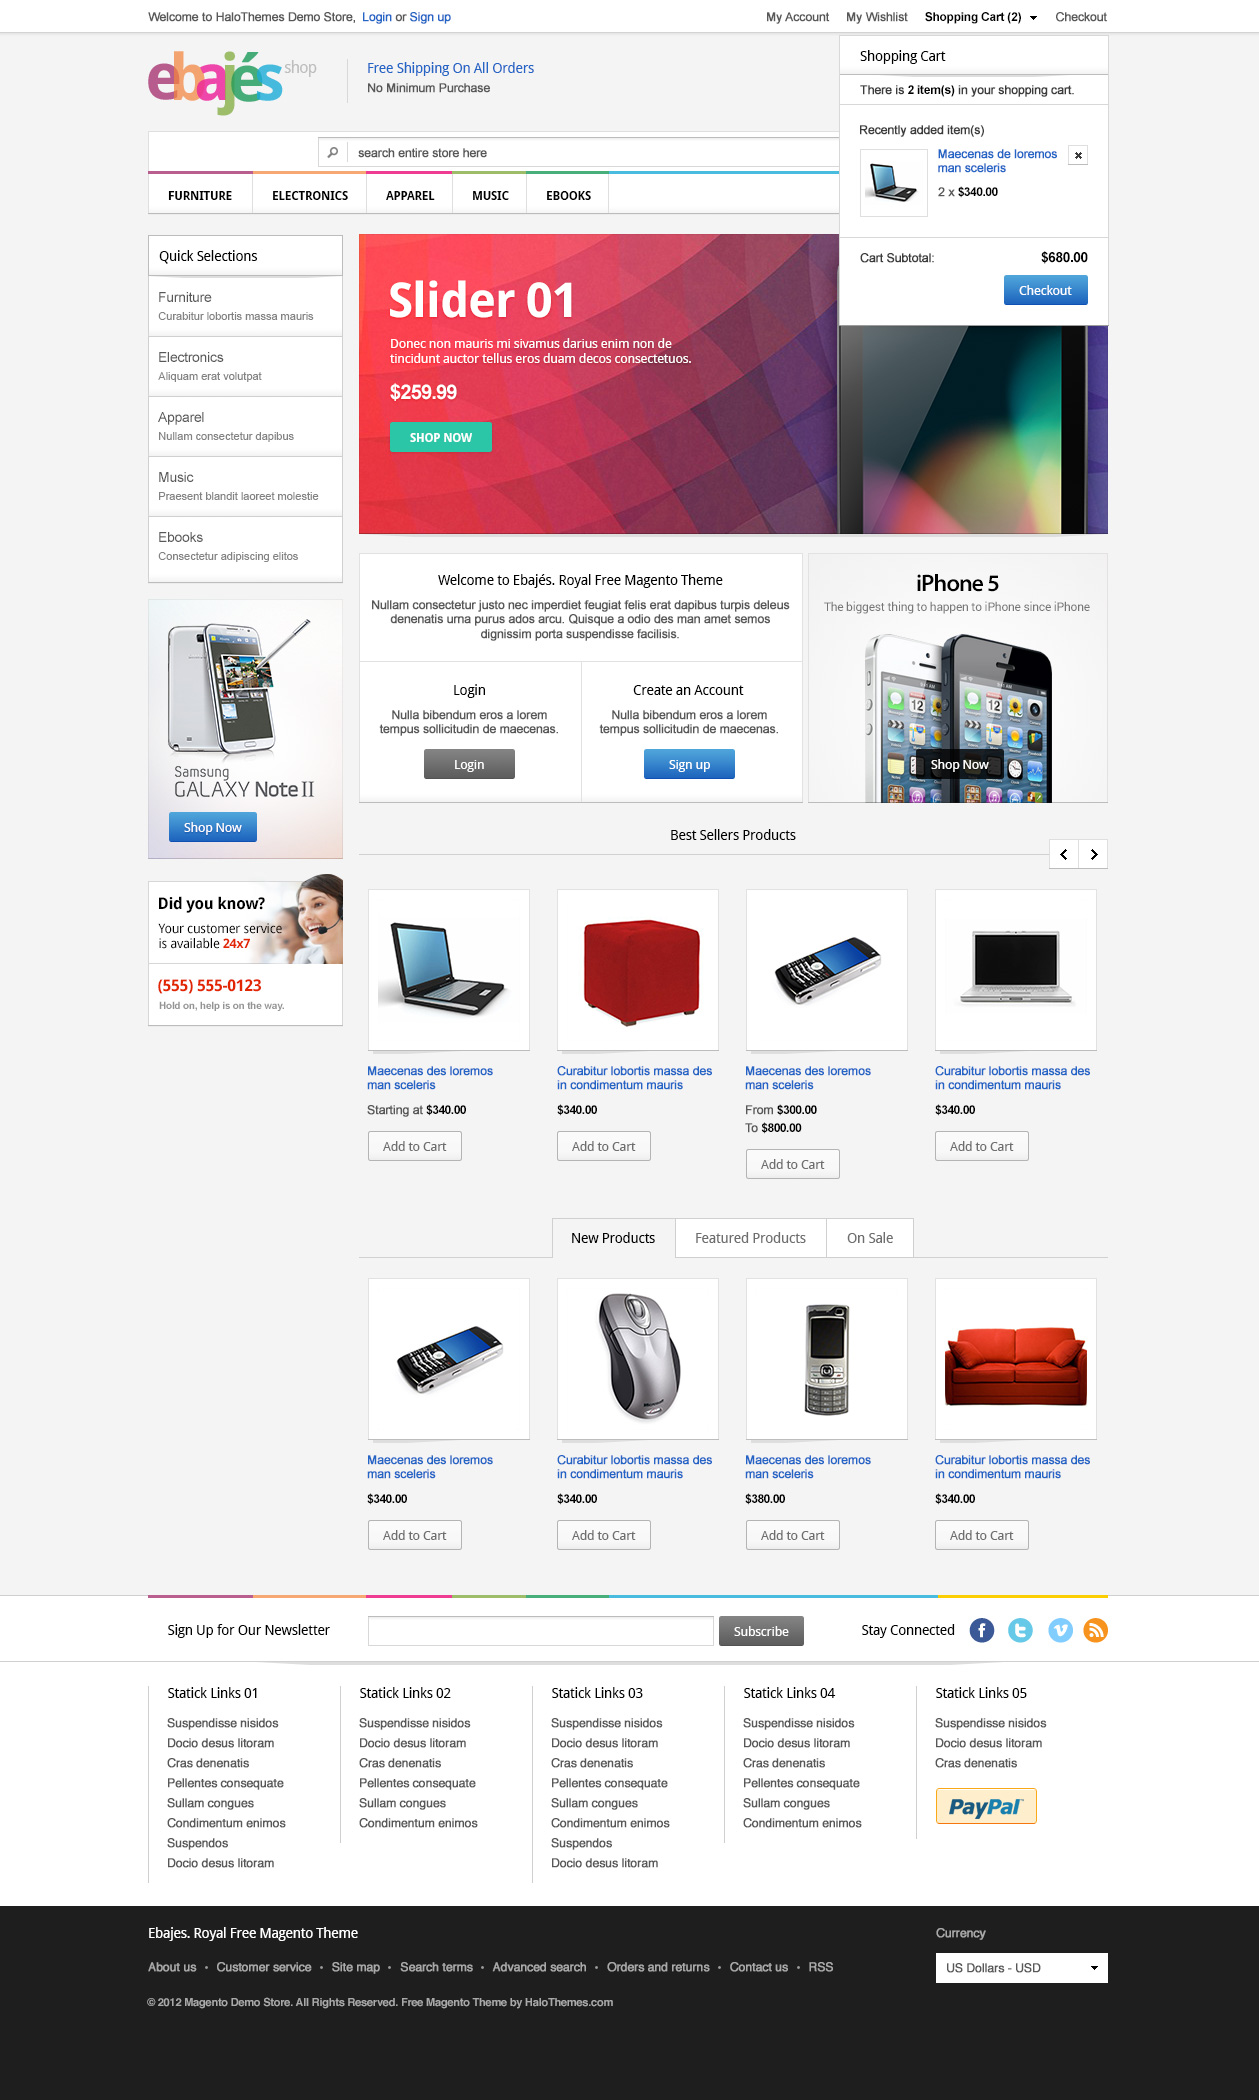 Welcome to HaloThemes Demo Store, Login or Sign up
My Account My Wishlist Shopping Cart (2) Checkout
ebajés shop
Free Shipping On All Orders
No Minimum Purchase
Shopping Cart
There is 2 item(s) in your shopping cart.
Recently added item(s)
Maecenas de loremos
man sceleris
2 x $340.00
Cart Subtotal: $680.00
Checkout
search entire store here
FURNITURE ELECTRONICS APPAREL MUSIC EBOOKS
Quick Selections
Furniture
Curabitur lobortis massa mauris
Electronics
Aliquam erat volutpat
Apparel
Nullam consectetur dapibus
Music
Praesent blandit laoreet molestie
Ebooks
Consectetur adipiscing elitos
Slider 01
Donec non mauris mi sivamus darius enim non de
tincidunt auctor tellus eros duam decos consectetuos.
$259.99
SHOP NOW
Samsung
GALAXY Note II
Shop Now
Did you know?
Your customer service
is available 24x7
(555) 555-0123
Hold on, help is on the way.
Welcome to Ebajés. Royal Free Magento Theme
Nullam consectetur justo nec imperdiet feugiat felis erat dapibus turpis deleus
denenatis urna purus ados arcu. Quisque a odio des man amet semos
dignissim porta suspendisse facilisis.
Login
Nulla bibendum eros a lorem
tempus sollicitudin de maecenas.
Login
Create an Account
Nulla bibendum eros a lorem
tempus sollicitudin de maecenas.
Sign up
iPhone 5
The biggest thing to happen to iPhone since iPhone
Shop Now
Best Sellers Products
Maecenas des loremos
man sceleris
Starting at $340.00
Add to Cart
Curabitur lobortis massa des
in condimentum mauris
$340.00
Add to Cart
Maecenas des loremos
man sceleris
From $300.00
To $800.00
Add to Cart
Curabitur lobortis massa des
in condimentum mauris
$340.00
Add to Cart
New Products Featured Products On Sale
Maecenas des loremos
man sceleris
$340.00
Add to Cart
Curabitur lobortis massa des
in condimentum mauris
$340.00
Add to Cart
Maecenas des loremos
man sceleris
$380.00
Add to Cart
Curabitur lobortis massa des
in condimentum mauris
$340.00
Add to Cart
Sign Up for Our Newsletter
Subscribe
Stay Connected
Statick Links 01
Suspendisse nisidos
Docio desus litoram
Cras denenatis
Pellentes consequate
Sullam congues
Condimentum enimos
Suspendos
Docio desus litoram
Statick Links 02
Suspendisse nisidos
Docio desus litoram
Cras denenatis
Pellentes consequate
Sullam congues
Condimentum enimos
Statick Links 03
Suspendisse nisidos
Docio desus litoram
Cras denenatis
Pellentes consequate
Sullam congues
Condimentum enimos
Suspendos
Docio desus litoram
Statick Links 04
Suspendisse nisidos
Docio desus litoram
Cras denenatis
Pellentes consequate
Sullam congues
Condimentum enimos
Statick Links 05
Suspendisse nisidos
Docio desus litoram
Cras denenatis
PayPal
Ebajes. Royal Free Magento Theme
About us • Customer service • Site map • Search terms • Advanced search • Orders and returns • Contact us • RSS
© 2012 Magento Demo Store. All Rights Reserved. Free Magento Theme by HaloThemes.com
Currency
US Dollars - USD